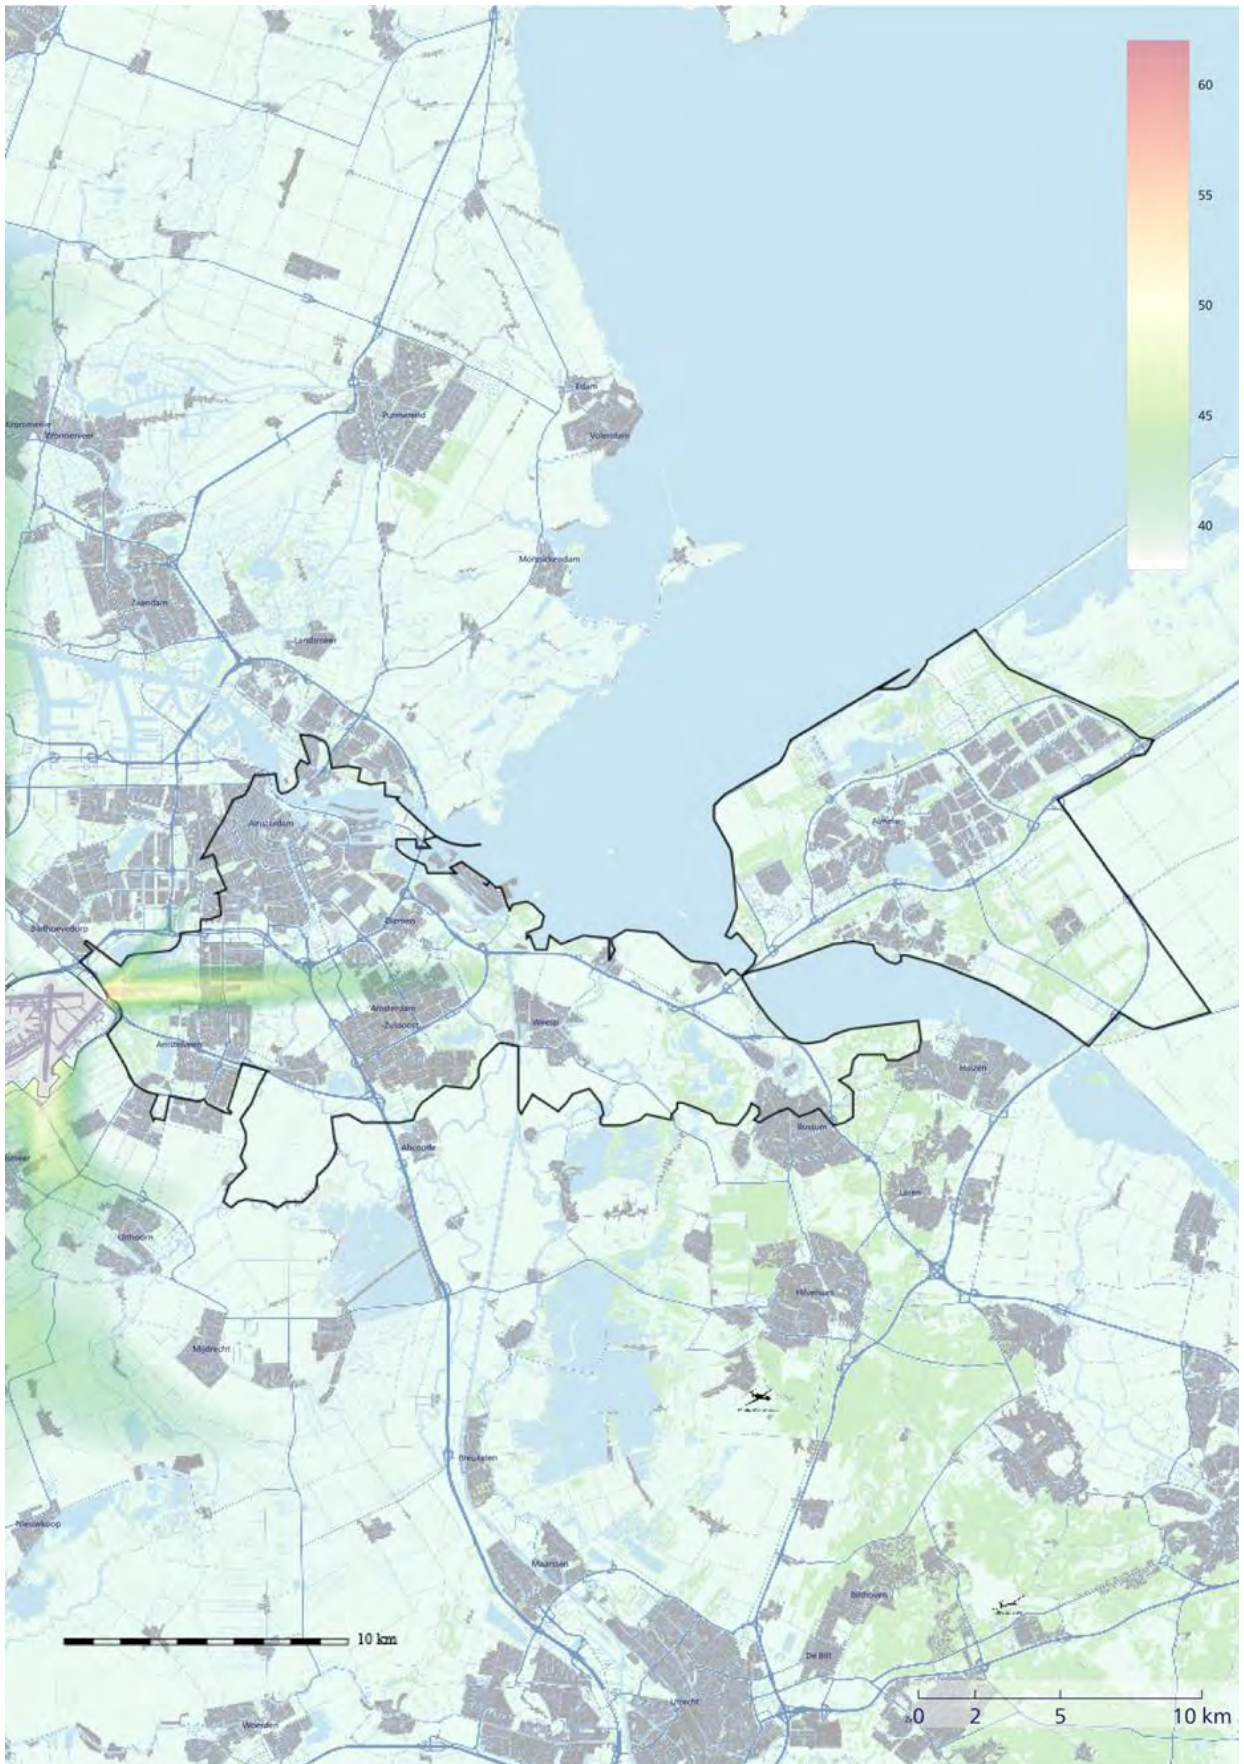 60
55
50
45
40
Edam
Volendam
Purmerend
Krommenie
Wormerveer
Monnickendam
Zaandam
Landsmeer
Amsterdam
Almere
Badhoevedorp
Diemen
Amsterdam
-Zuidoost
Weesp
Amstelveen
Huizen
Bussum
Abcoude
Laren
Uithoorn
Hilversum
Mijdrecht
Breukelen
Nieuwkoop
Maarssen
Bilthoven
10 km
De Bilt
Utrecht
Woerden
0 2 5 10 km